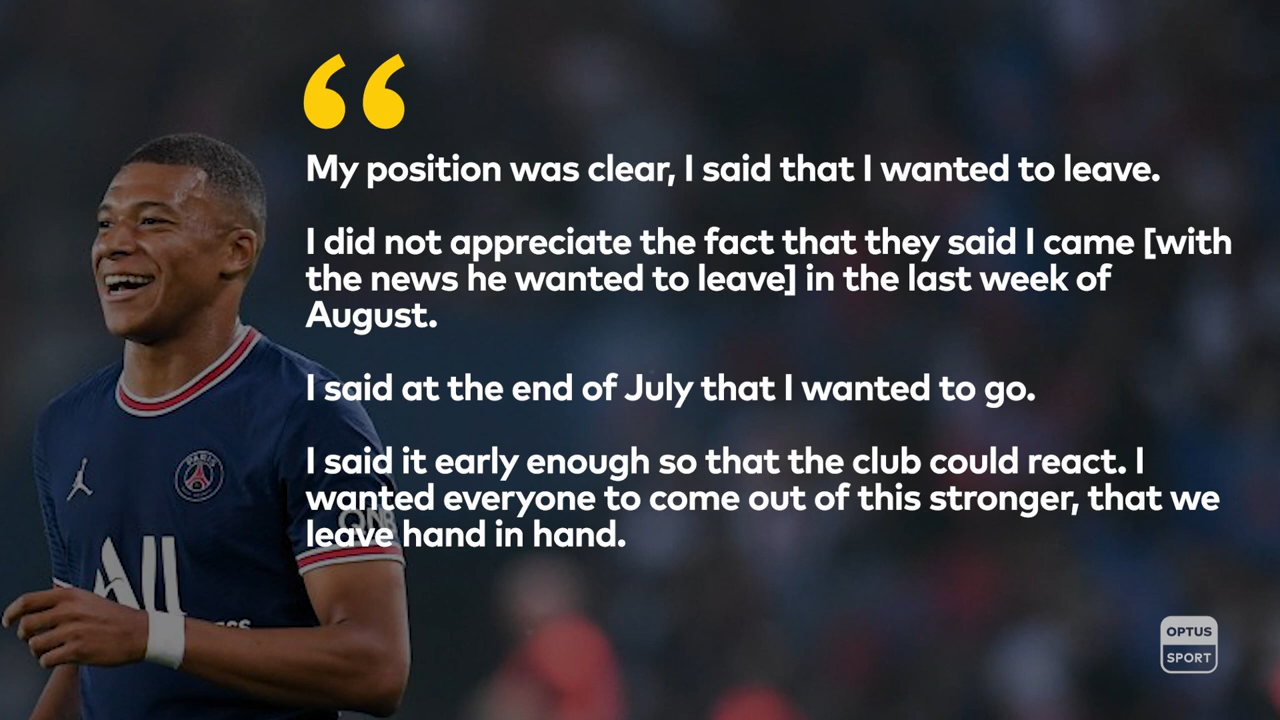 “
My position was clear, I said that I wanted to leave.
I did not appreciate the fact that they said I came [with
the news he wanted to leave] in the last week of
August.
I said at the end of July that I wanted to go.
I said it early enough so that the club could react. I
wanted everyone to come out of this stronger, that we
leave hand in hand.
PARIS
QNB
ALL
OPTUS
SPORT